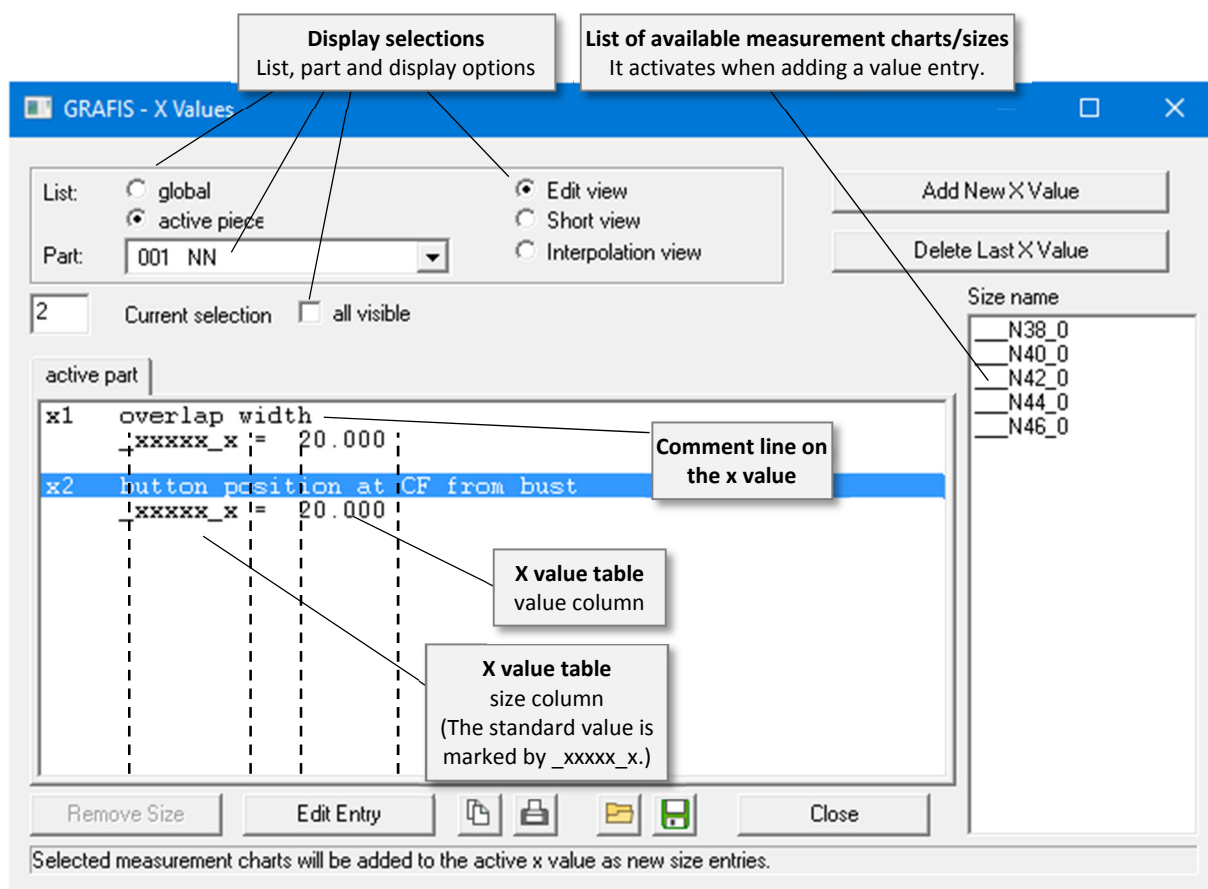 Display selections
List, part and display options
List of available measurement charts/sizes
It activates when adding a value entry.
GRAFIS - X Values
List:
global
active piece
Part:
001 NN
Edit view
Short view
Interpolation view
Add New X Value
Delete Last X Value
2
Current selection
all visible
Size name
___N38_0
___N40_0
___N42_0
___N44_0
___N46_0
active part
x1 overlap width
_xxxxx_x = 20.000
x2 button position at CF from bust
_xxxxx_x = 20.000
Comment line on
the x value
X value table
value column
X value table
size column
(The standard value is
marked by _xxxxx_x.)
Remove Size
Edit Entry
Close
Selected measurement charts will be added to the active x value as new size entries.